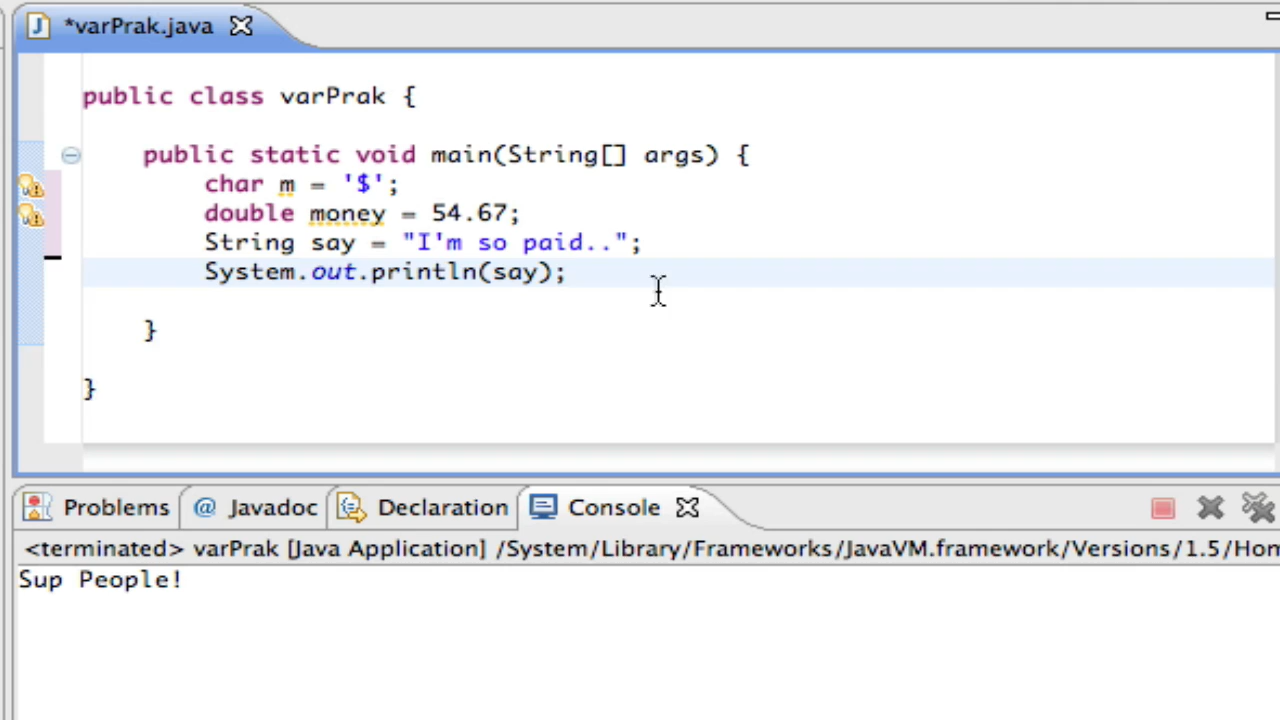 *varPrak.java
public class varPrak {
public static void main(String[] args) {
char m = '$';
double money = 54.67;
String say = "I'm so paid..";
System.out.println(say);
}
}
Problems @ Javadoc Declaration Console
<terminated> varPrak [Java Application] /System/Library/Frameworks/JavaVM.framework/Versions/1.5/Hom
Sup People!